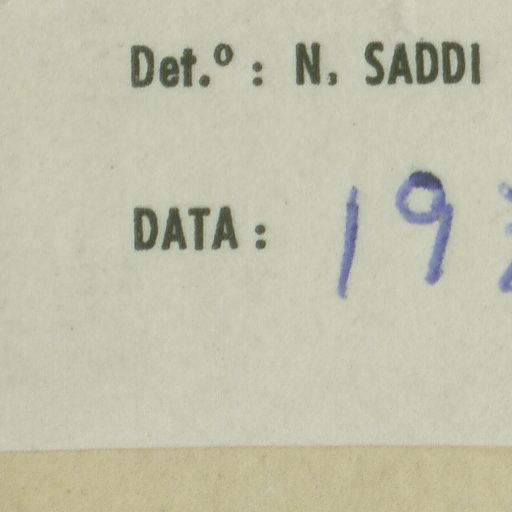 Det.º: N. SADDI
DATA: 19